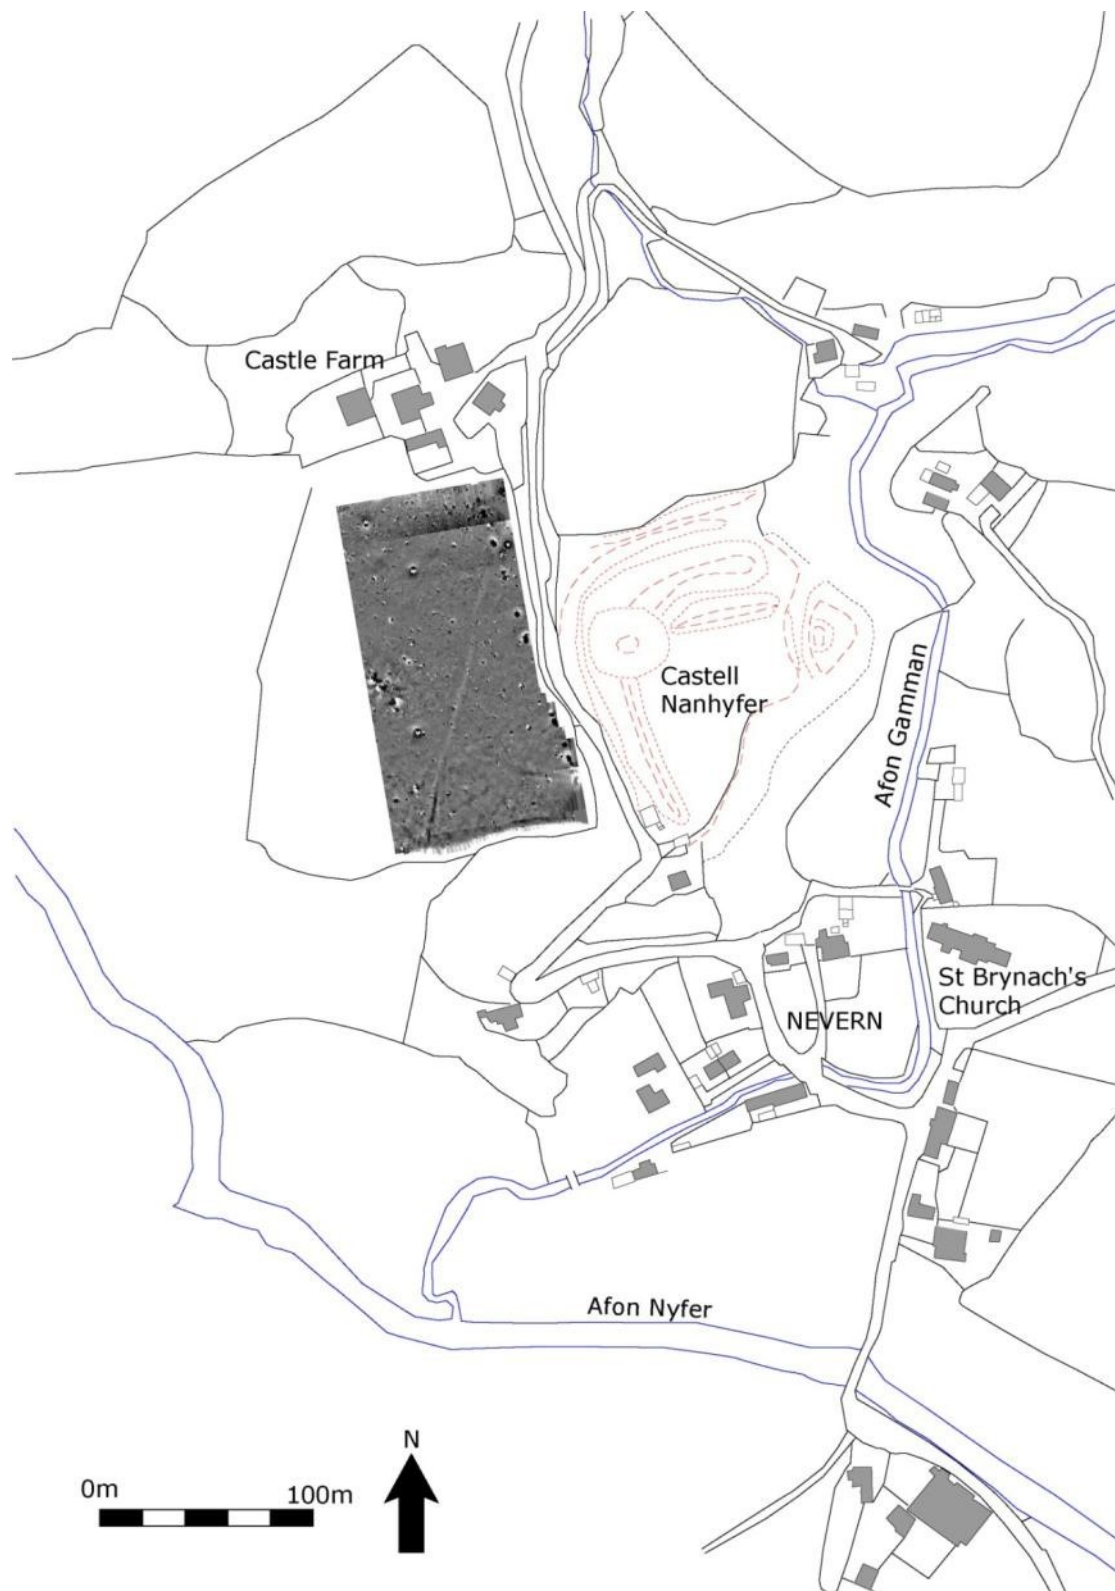 Castle Farm
Castell
Nanhyfer
Afon Gamman
St Brynach's
Church
NEVERN
Afon Nyfer
N
0m
100m